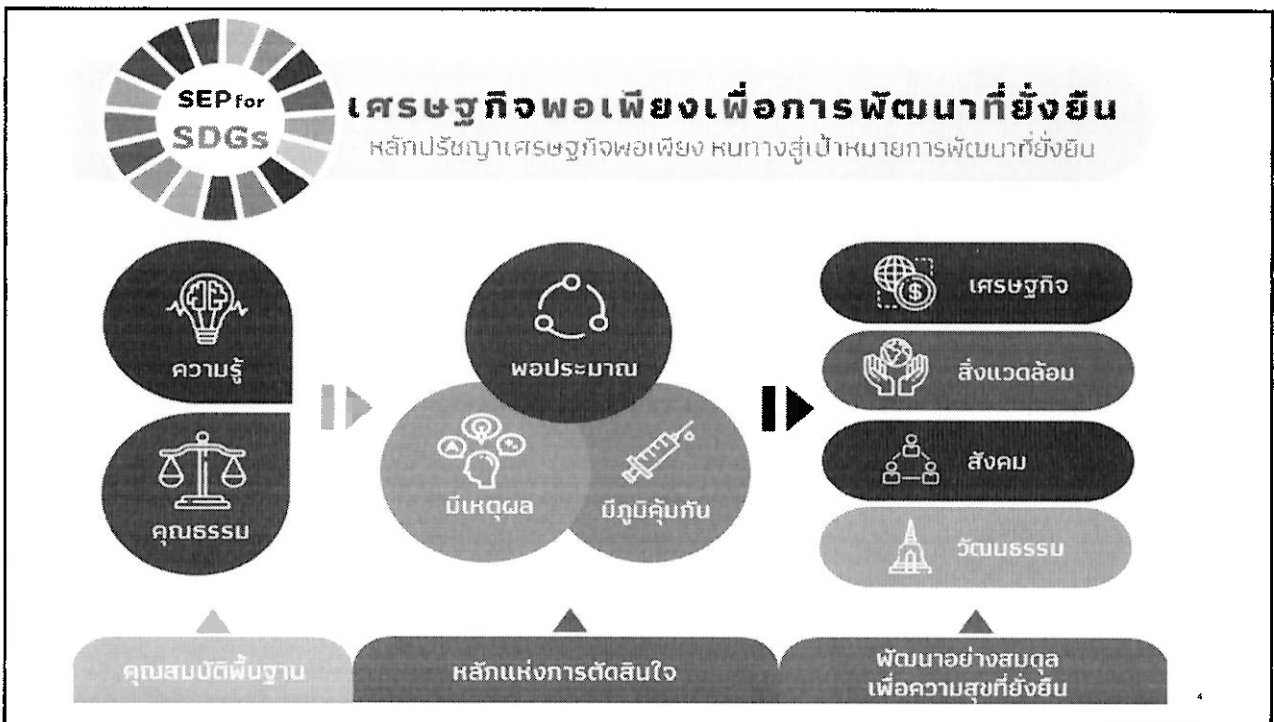 SEP for
SDGs
เศรษฐกิจพอเพียงเพื่อการพัฒนาที่ยั่งยืน
หลักปรัชญาเศรษฐกิจพอเพียง หนทางสู่เป้าหมายการพัฒนาที่ยั่งยืน
ความรู้
คุณธรรม
พอประมาณ
มีเหตุผล
มีภูมิคุ้มกัน
เศรษฐกิจ
สิ่งแวดล้อม
สังคม
วัฒนธรรม
คุณสมบัติพื้นฐาน
หลักแห่งการตัดสินใจ
พัฒนาอย่างสมดุล
เพื่อความสุขที่ยั่งยืน
4